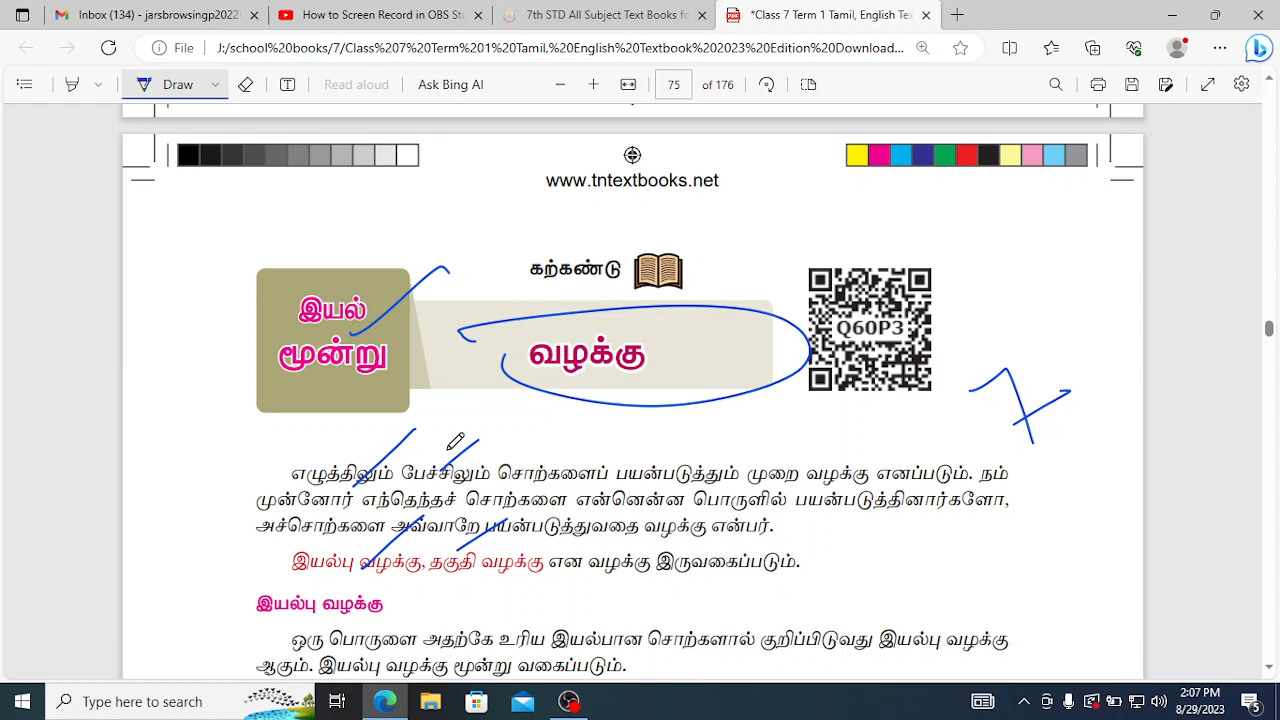 Inbox (134) - jarsbrowsing2022
How to Screen Record in OBS St
7th STD All Subject Text Books fo
*Class 7 Term 1 Tamil, English Tex
File
J:/school%20books/7/Class%207%20Term%201%20Tamil,%20English%20Textbook%202023%20Edition%20Download...
Draw
Read aloud
Ask Bing AI
75 of 176
www.tntextbooks.net
கற்கண்டு
இயல்
மூன்று
வழக்கு
Q60P3
எழுத்திலும் பேச்சிலும் சொற்களைப் பயன்படுத்தும் முறை வழக்கு எனப்படும். நம்
முன்னோர் எந்தெந்தச் சொற்களை என்னென்ன பொருளில் பயன்படுத்தினார்களோ,
அச்சொற்களை அவ்வாறே பயன்படுத்துவதை வழக்கு என்பர்.
இயல்பு வழக்கு, தகுதி வழக்கு என வழக்கு இருவகைப்படும்.
இயல்பு வழக்கு
ஒரு பொருளை அதற்கே உரிய இயல்பான சொற்களால் குறிப்பிடுவது இயல்பு வழக்கு
ஆகும். இயல்பு வழக்கு மூன்று வகைப்படும்.
Type here to search
2:07 PM
8/29/2023
5